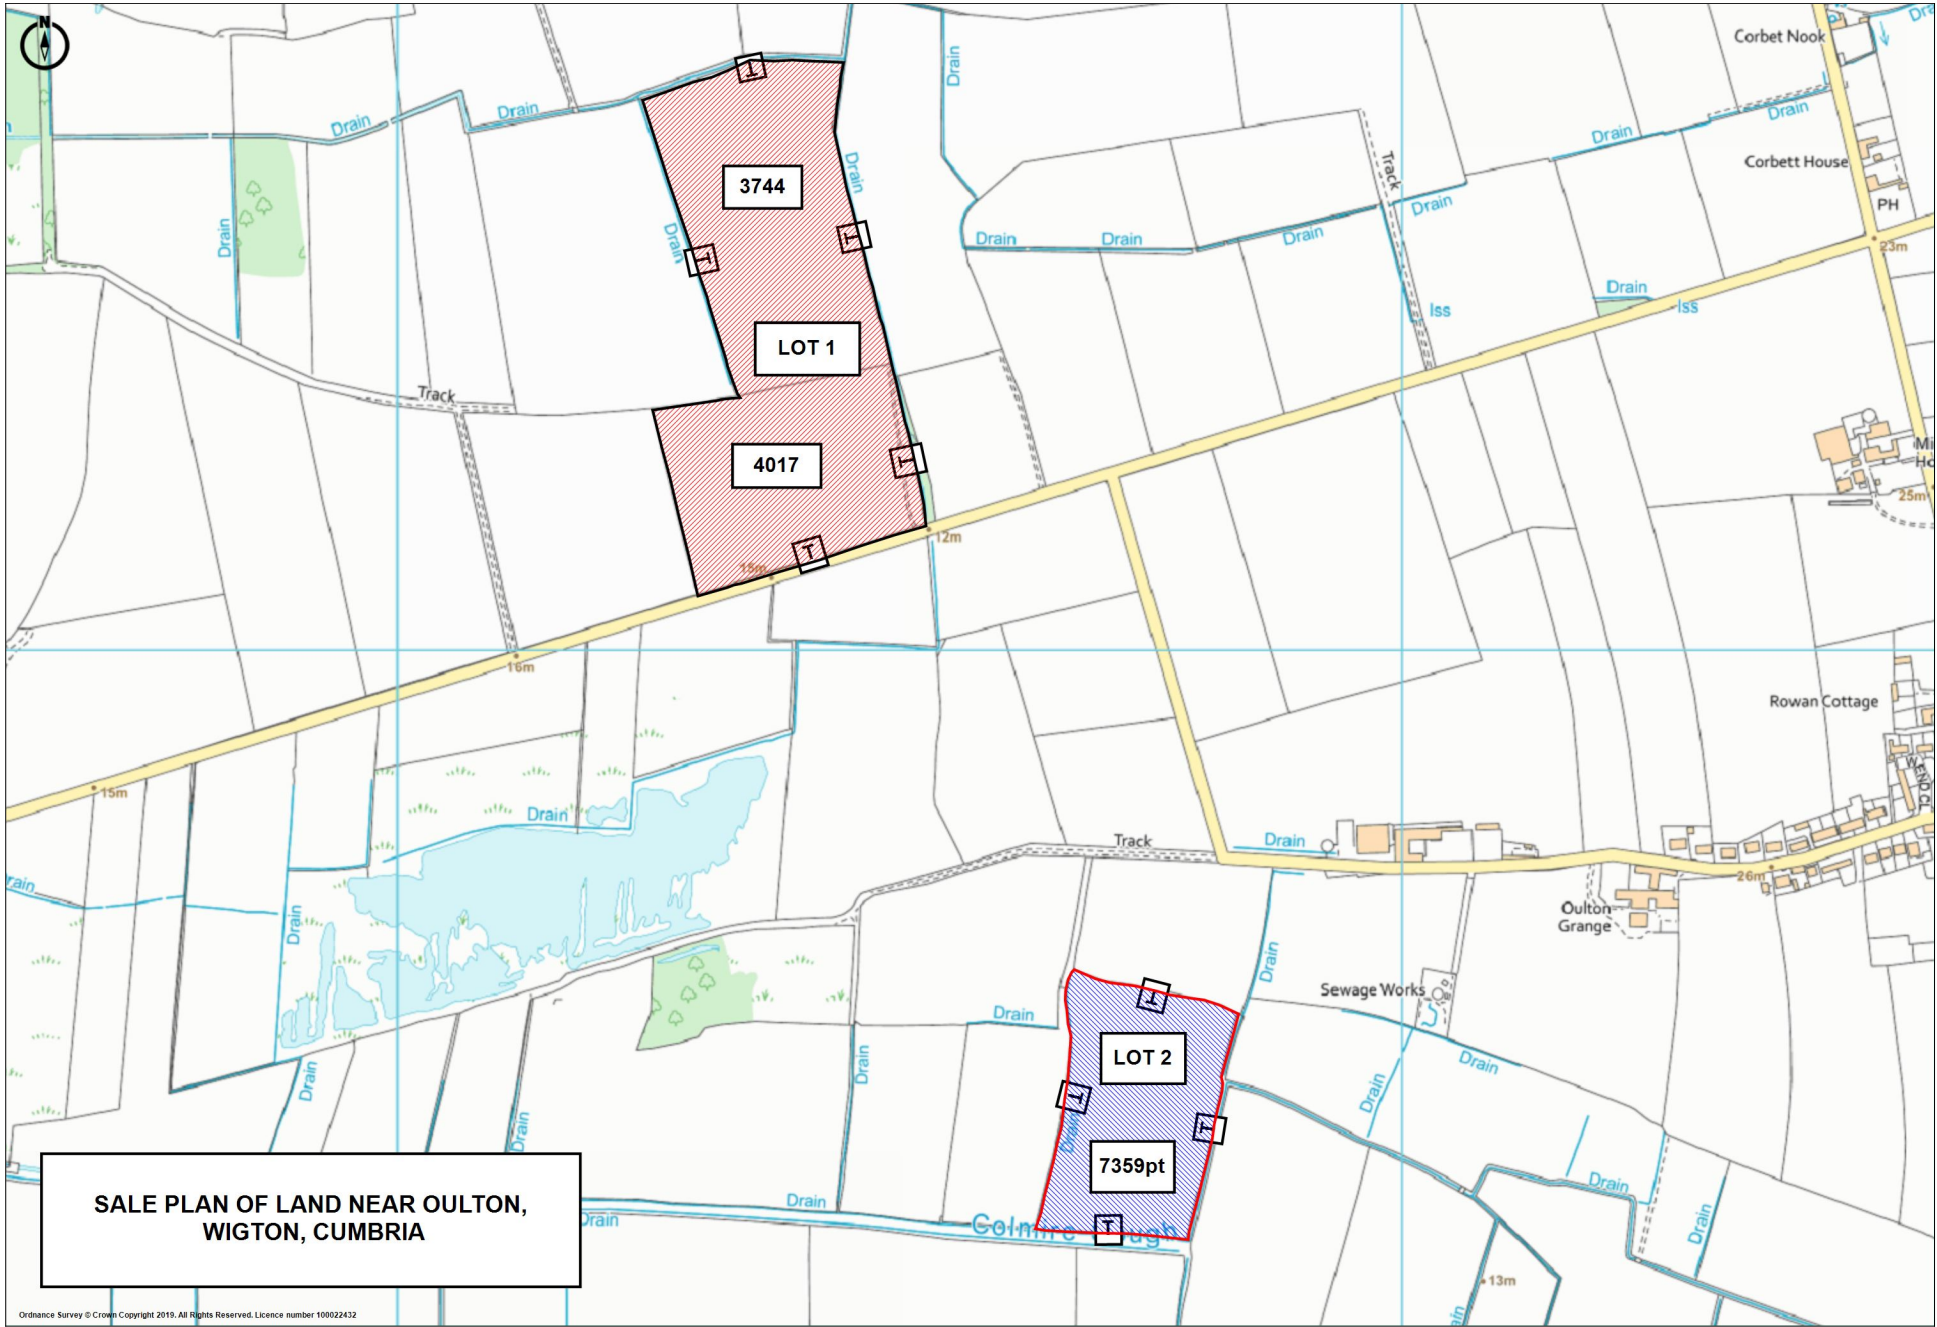 N
Corbet Nook
Drain
Drain
Drain
Drain
Drain
Drain
Corbett House
Track
3744
Drain
Drain
PH
Drain
Drain
Drain
Drain
Drain
23m
Drain
Iss
Iss
LOT 1
Track
4017
25m
12m
15m
16m
Rowan Cottage
15m
Drain
Track
Drain
26m
Drain
Oulton
Grange
Drain
Sewage Works
Drain
LOT 2
Drain
Drain
Drain
Drain
Drain
Drain
7359pt
Drain
Drain
Drain
Drain
SALE PLAN OF LAND NEAR OULTON,
WIGTON, CUMBRIA
13m
Ordnance Survey © Crown Copyright 2019. All Rights Reserved. Licence number 100022432